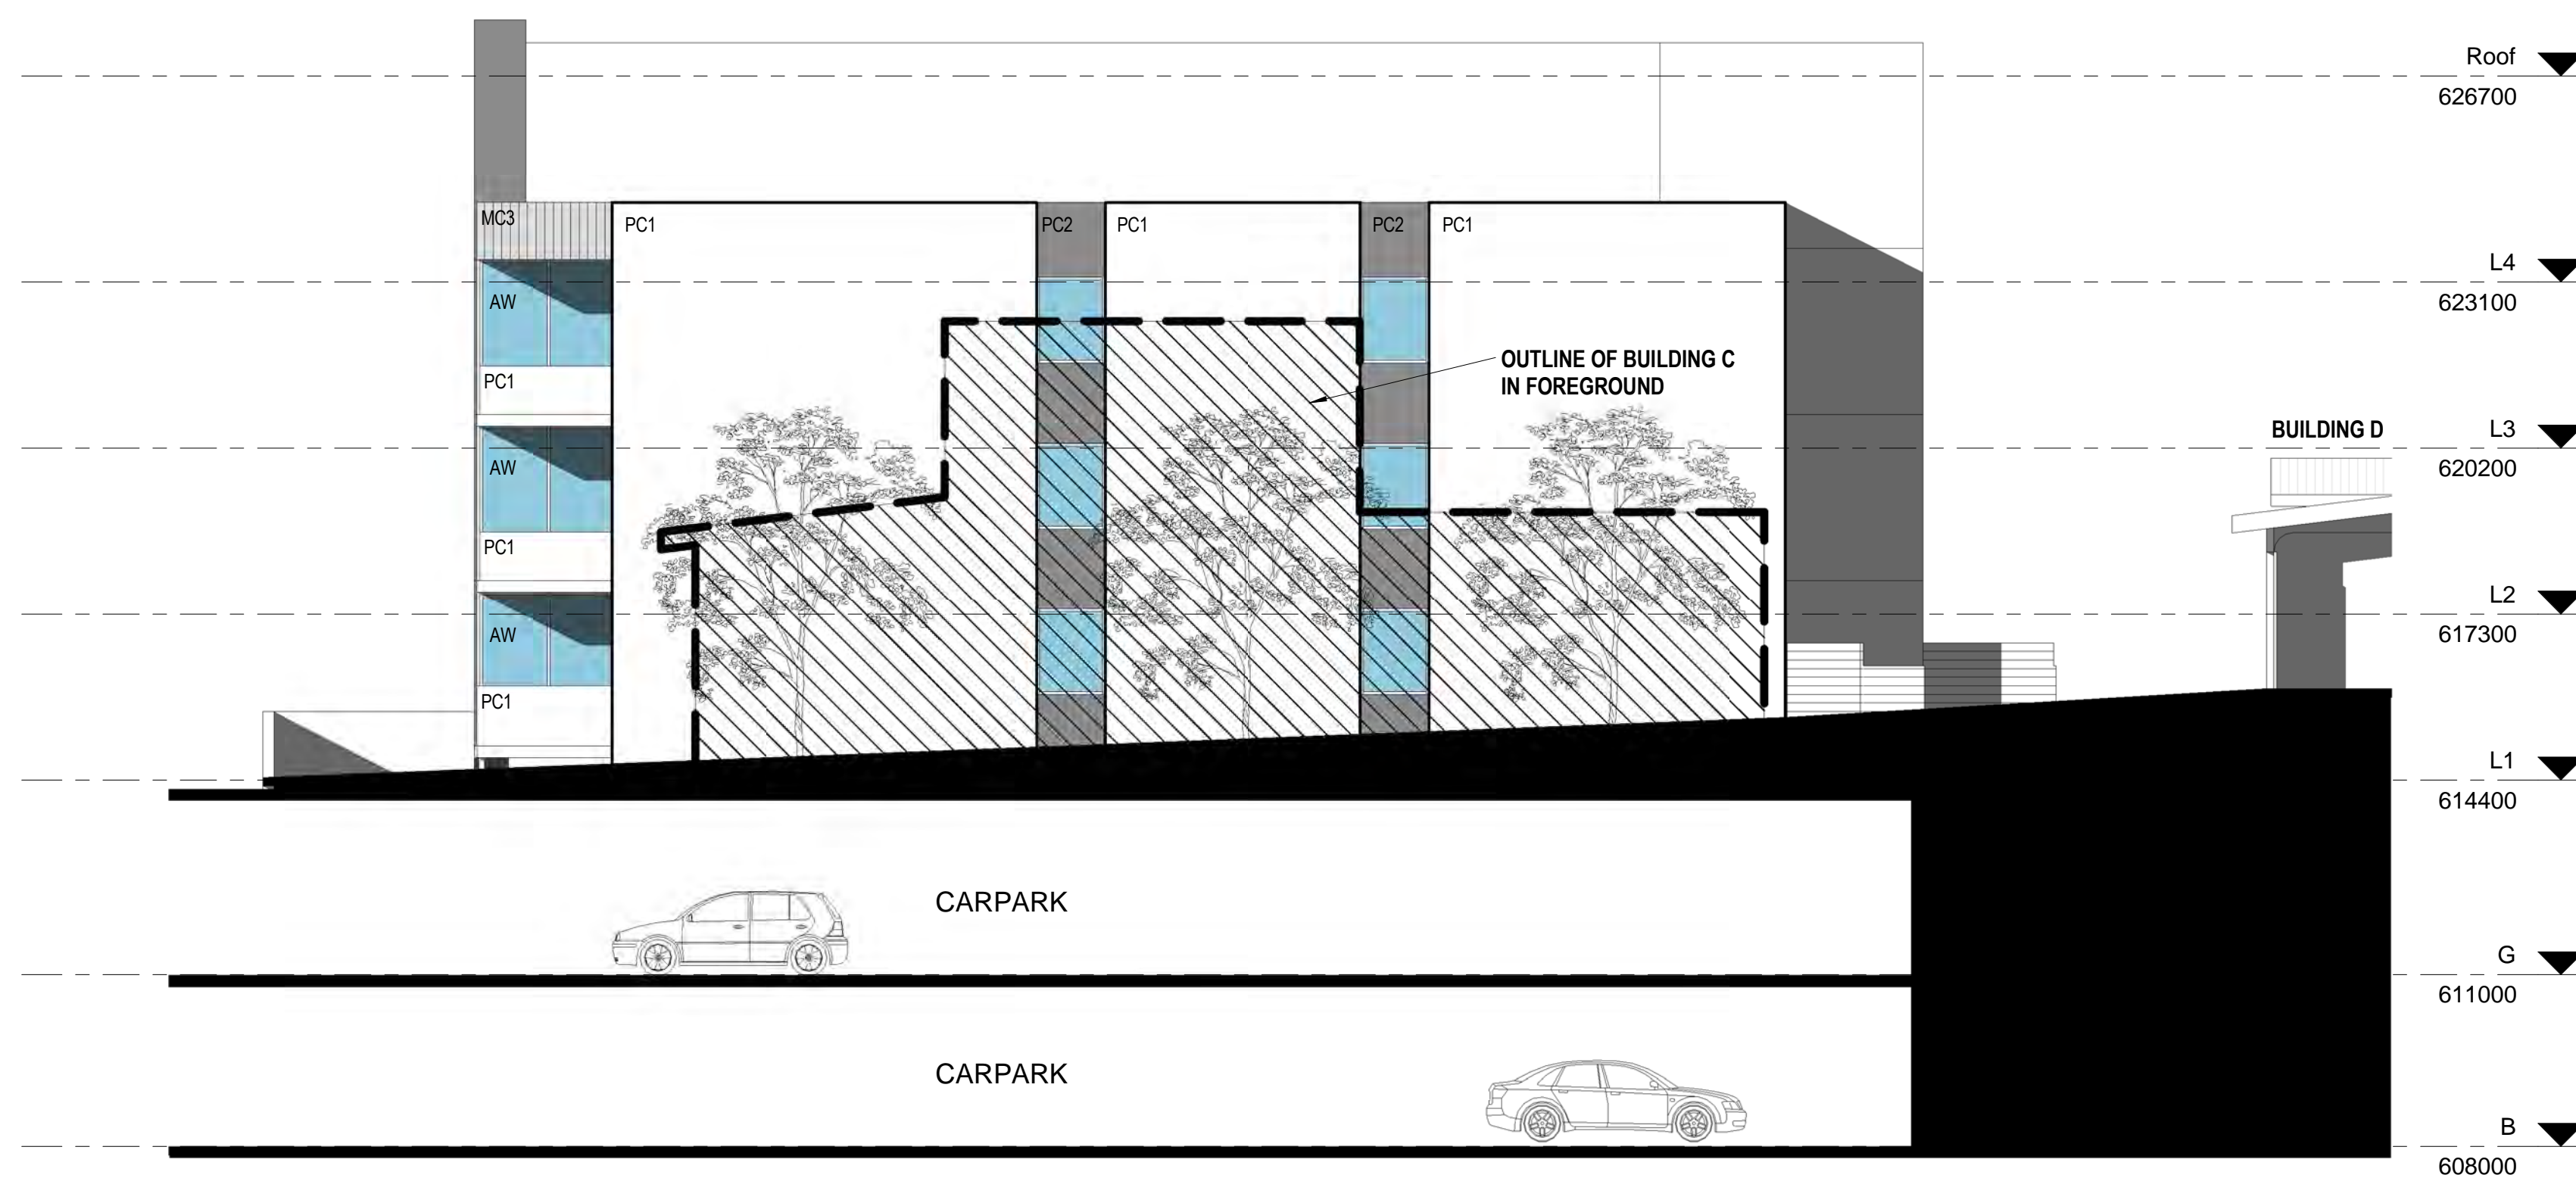 Roof
626700
MC3
PC1
PC2
PC1
PC2
PC1
L4
623100
AW
OUTLINE OF BUILDING C
IN FOREGROUND
PC1
BUILDING D
L3
620200
AW
PC1
L2
617300
AW
PC1
L1
614400
CARPARK
G
611000
CARPARK
B
608000